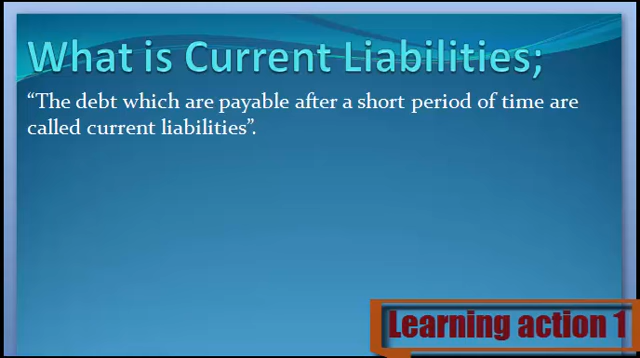 What is Current Liabilities;
“The debt which are payable after a short period of time are
called current liabilities”.
Learning action 1